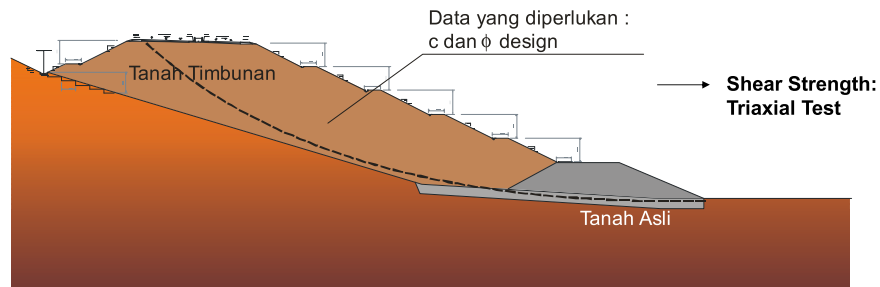 Data yang diperlukan :
c dan ϕ design
Tanah Timbunan
Shear Strength:
Triaxial Test
Tanah Asli